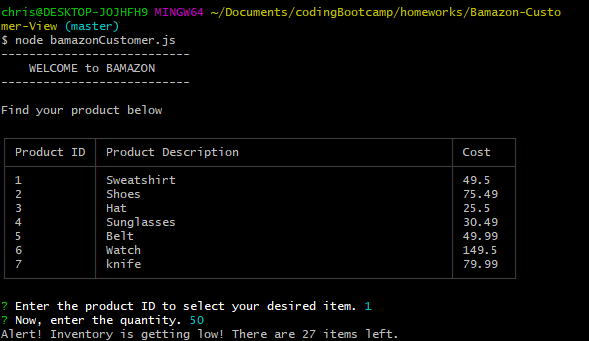 chris@DESKTOP-JOJHFH9 MINGW64 ~/Documents/codingBootcamp/homeworks/Bamazon-Custo
mer-View (master)
$ node bamazonCustomer.js
---------------------------
WELCOME to BAMAZON
---------------------------
Find your product below
Product ID Product Description Cost
1 Sweatshirt 49.5
2 Shoes 75.49
3 Hat 25.5
4 Sunglasses 30.49
5 Belt 49.99
6 Watch 149.5
7 knife 79.99
? Enter the product ID to select your desired item. 1
? Now, enter the quantity. 50
Alert! Inventory is getting low! There are 27 items left.